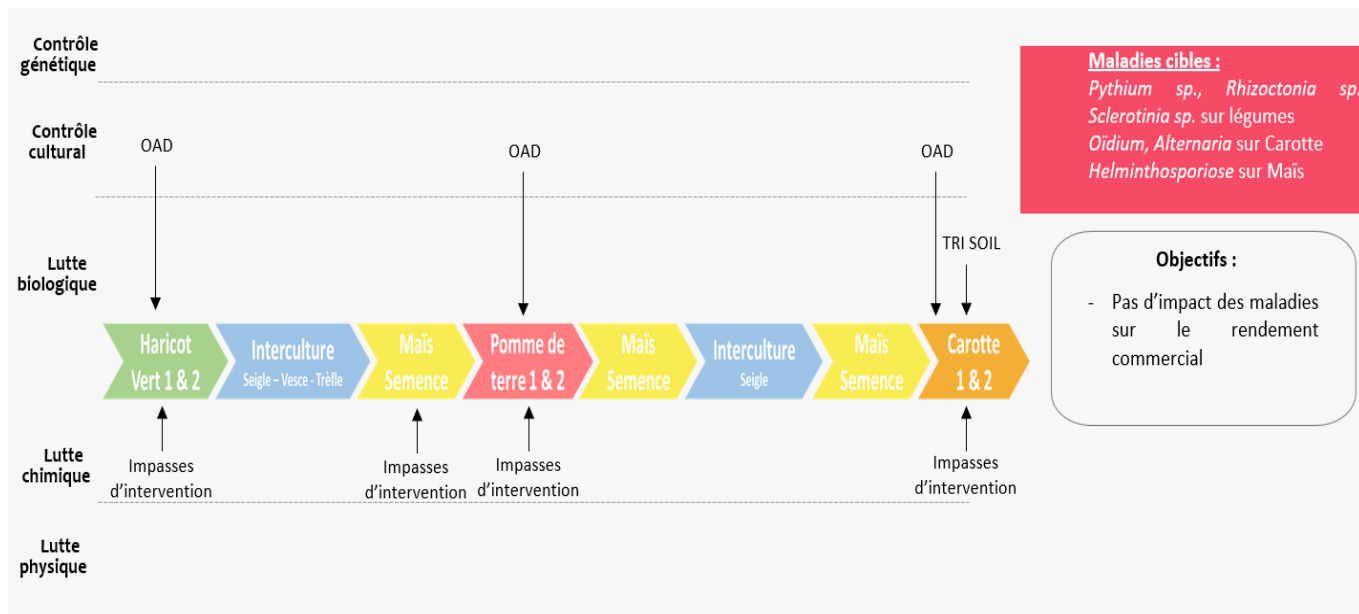 Contrôle
génétique
Contrôle
cultural
OAD
OAD
OAD
Lutte
biologique
TRI SOIL
Haricot
Vert 1 & 2
Interculture
Seigle – Vesce - Trèfle
Maïs
Semence
Pomme de
terre 1 & 2
Maïs
Semence
Interculture
Seigle
Maïs
Semence
Carotte
1 & 2
Lutte
chimique
Impasses
d’intervention
Impasses
d’intervention
Impasses
d’intervention
Impasses
d’intervention
Lutte
physique
Maladies cibles :
Pythium sp., Rhizoctonia sp.
Sclerotinia sp. sur légumes
Oïdium, Alternaria sur Carotte
Helminthosporiose sur Maïs
Objectifs :
- Pas d’impact des maladies
sur le rendement
commercial